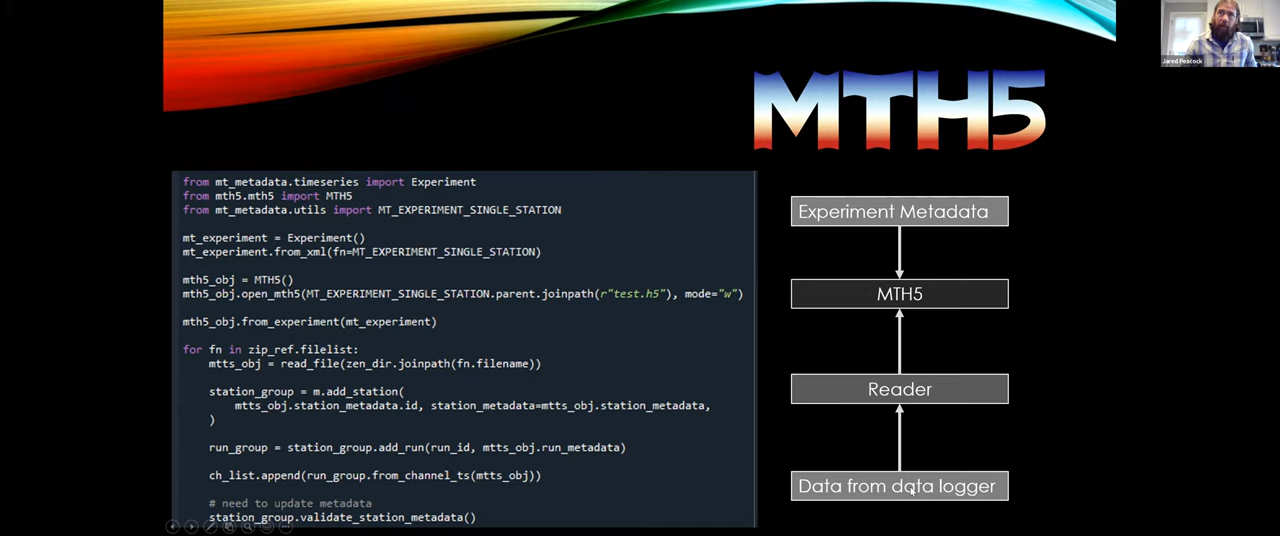 Jared Peacock
MTH5
from mt_metadata.timeseries import Experiment
from mth5.mth5 import MTH5
from mt_metadata.utils import MT_EXPERIMENT_SINGLE_STATION
mt_experiment = Experiment()
mt_experiment.from_xml(fn=MT_EXPERIMENT_SINGLE_STATION)
mth5_obj = MTH5()
mth5_obj.open_mth5(MT_EXPERIMENT_SINGLE_STATION.parent.joinpath(r"test.h5"), mode="w")
mth5_obj.from_experiment(mt_experiment)
for fn in zip_ref.filelist:
mtts_obj = read_file(zen_dir.joinpath(fn.filename))
station_group = m.add_station(
mtts_obj.station_metadata.id, station_metadata=mtts_obj.station_metadata,
)
run_group = station_group.add_run(run_id, mtts_obj.run_metadata)
ch_list.append(run_group.from_channel_ts(mtts_obj))
# need to update metadata
station_group.validate_station_metadata()
Experiment Metadata
MTH5
Reader
Data from data logger